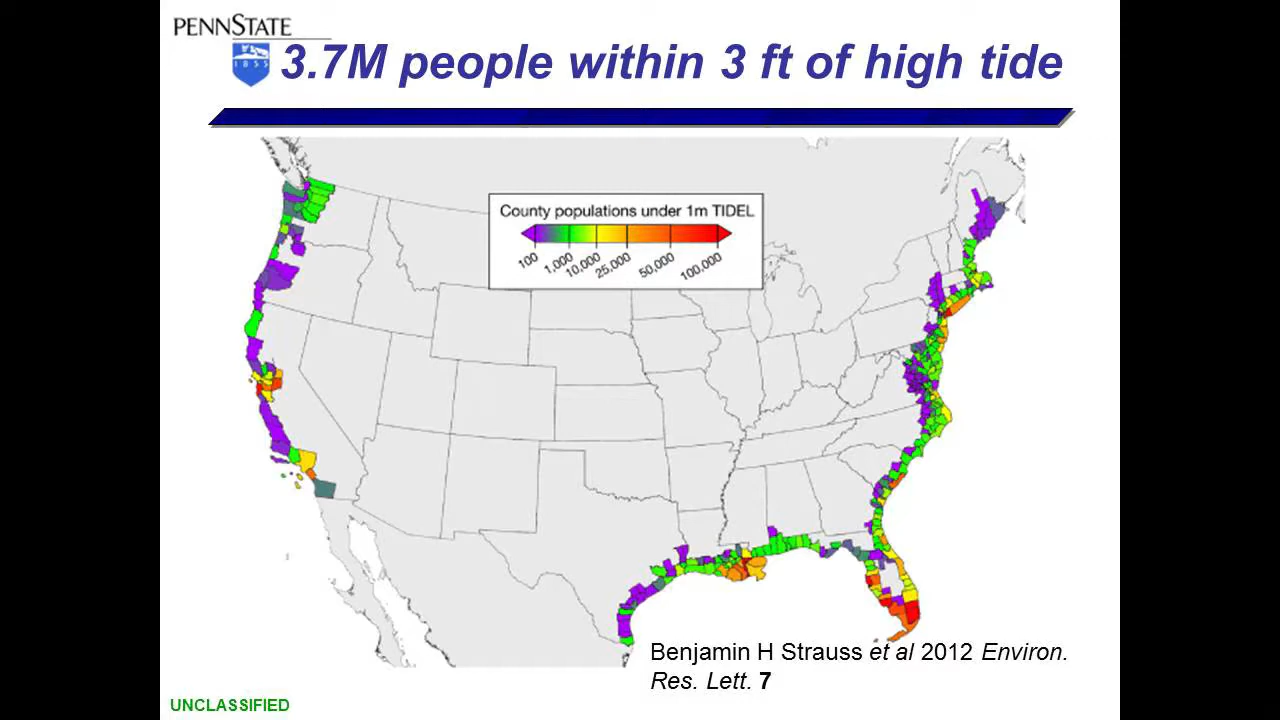 PENNSTATE
IBSS
3.7M people within 3 ft of high tide
County populations under 1m TIDEL
100 1,000 10,000 25,000 50,000 100,000
Benjamin H Strauss et al 2012 Environ.
Res. Lett. 7
UNCLASSIFIED